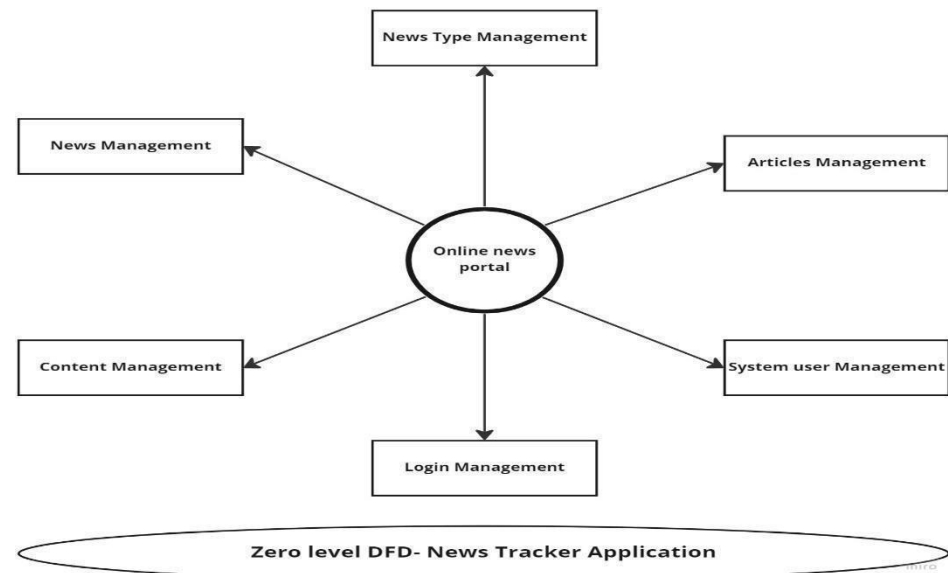 News Type Management
News Management
Articles Management
Online news
portal
Content Management
System user Management
Login Management
Zero level DFD- News Tracker Application
miro